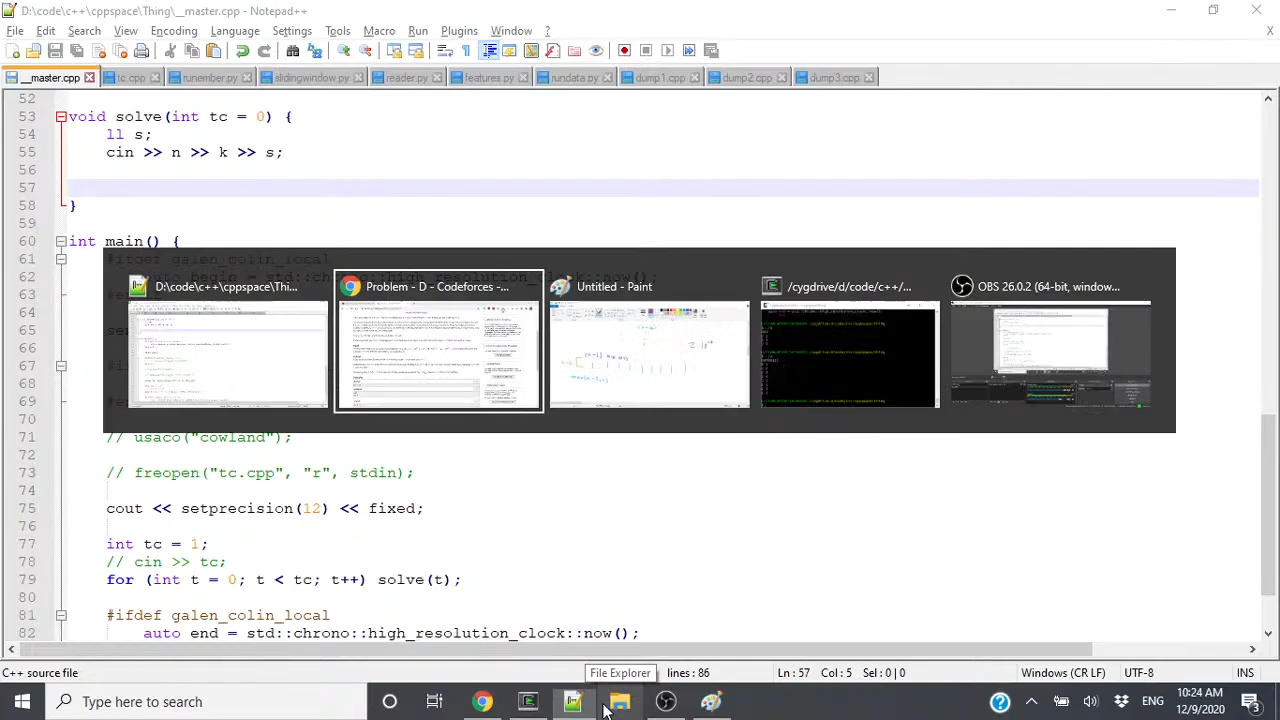 D:\code\c++\cppspace\Thing\__master.cpp - Notepad++
File Edit Search View Encoding Language Settings Tools Macro Run Plugins Window ? X
__master.cpp tc.cpp runember.py slidingwindow.py reader.py features.py rundata.py dump1.cpp dump2.cpp dump3.cpp
52
53 void solve(int tc = 0) {
54 ll s;
55 cin >> n >> k >> s;
56
57
58 }
59
60 int main() {
61 #ifdef galen_colin_local
62 auto begin = std::chrono::high_resolution_clock::now();
63
D:\code\c++\cppspace\Thi... Problem - D - Codeforces -... Untitled - Paint /cygdrive/d/code/c++/... OBS 26.0.2 (64-bit, window...
64
65
66
67
68
69
70
71 ("cowland");
72
73 // freopen("tc.cpp", "r", stdin);
74
75 cout << setprecision(12) << fixed;
76
77 int tc = 1;
78 // cin >> tc;
79 for (int t = 0; t < tc; t++) solve(t);
80
81 #ifdef galen_colin_local
82 auto end = std::chrono::high_resolution_clock::now();
C++ source file lines: 86 Ln: 57 Col: 5 Sel: 0 | 0 Windows (CR LF) UTF-8 INS
File Explorer
Type here to search ENG 10:24 AM
12/9/2020 3